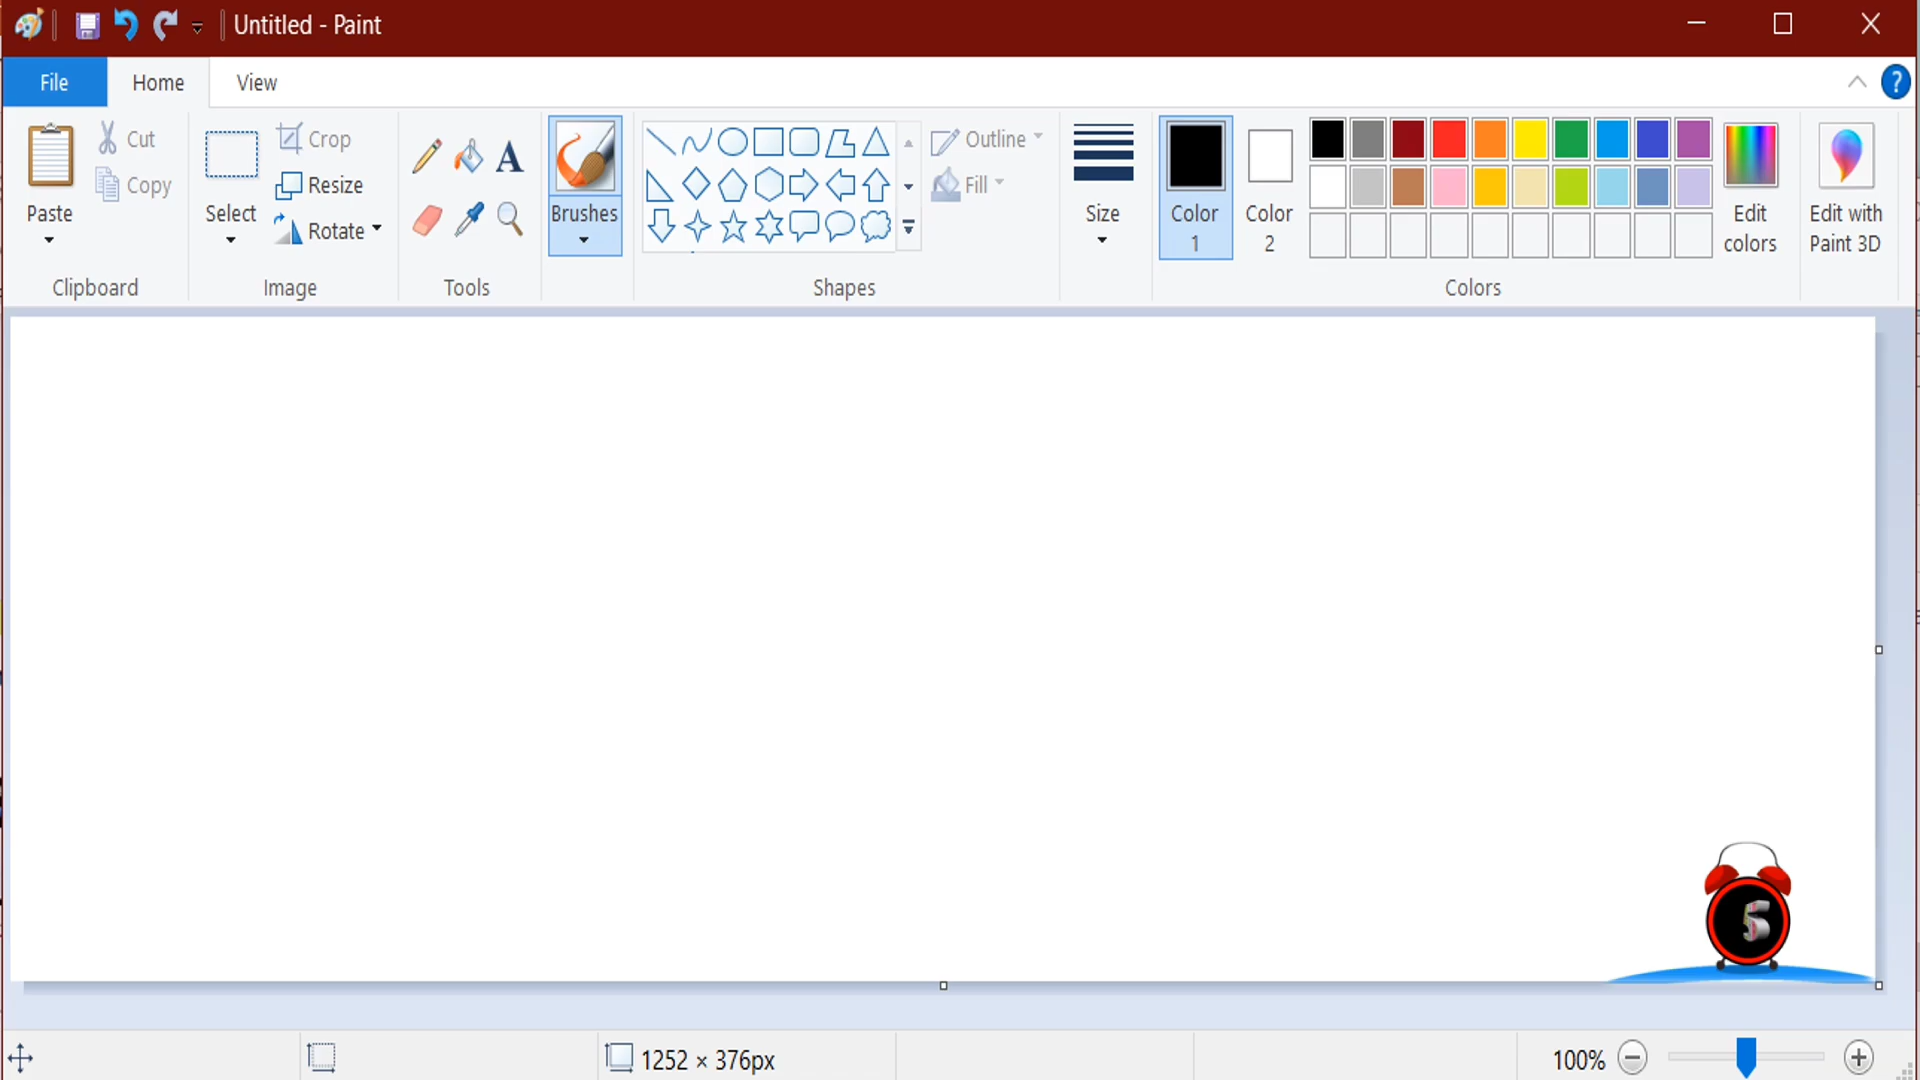 Untitled - Paint
File Home View ?
Paste
Cut
Copy
Clipboard
Select
Crop
Resize
Rotate
Image
A
Tools
Brushes
Shapes
Outline
Fill
Size
Color
1
Color
2
Edit
colors
Colors
Edit with
Paint 3D
5
1252 × 376px
100%